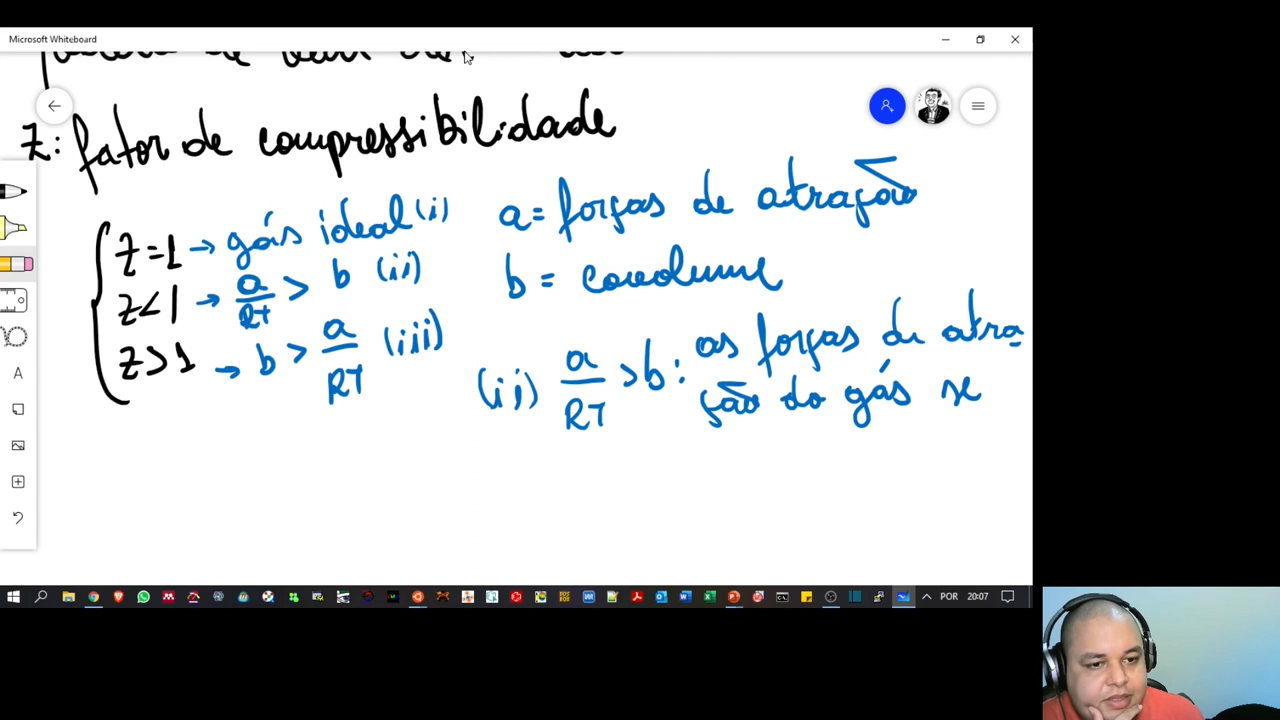 Microsoft Whiteboard
de
Z: fator de compressibilidade
Z=1 → gás ideal (i)
Z<1 → a/RT > b (ii)
Z>1 → b > a/RT (iii)
a= forças de atração
b = covolume
(ii) a/RT > b: as forças de atra-
ção do gás se
A
POR 20:07